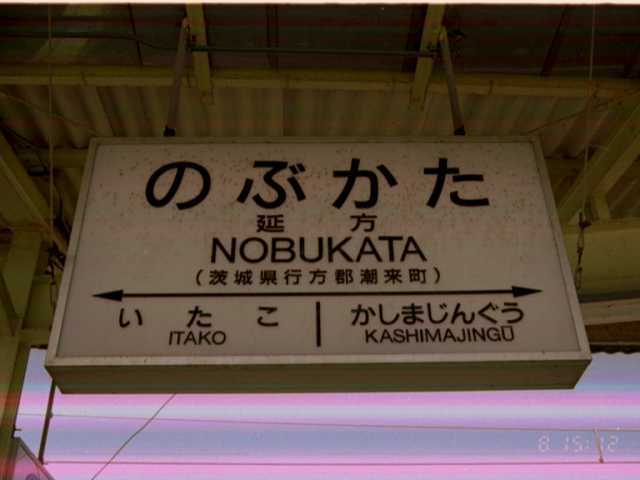 のぶかた
延方
NOBUKATA
(茨城県行方郡潮来町)
いたこ かしまじんぐう
ITAKO KASHIMAJINGŪ
8 15:12